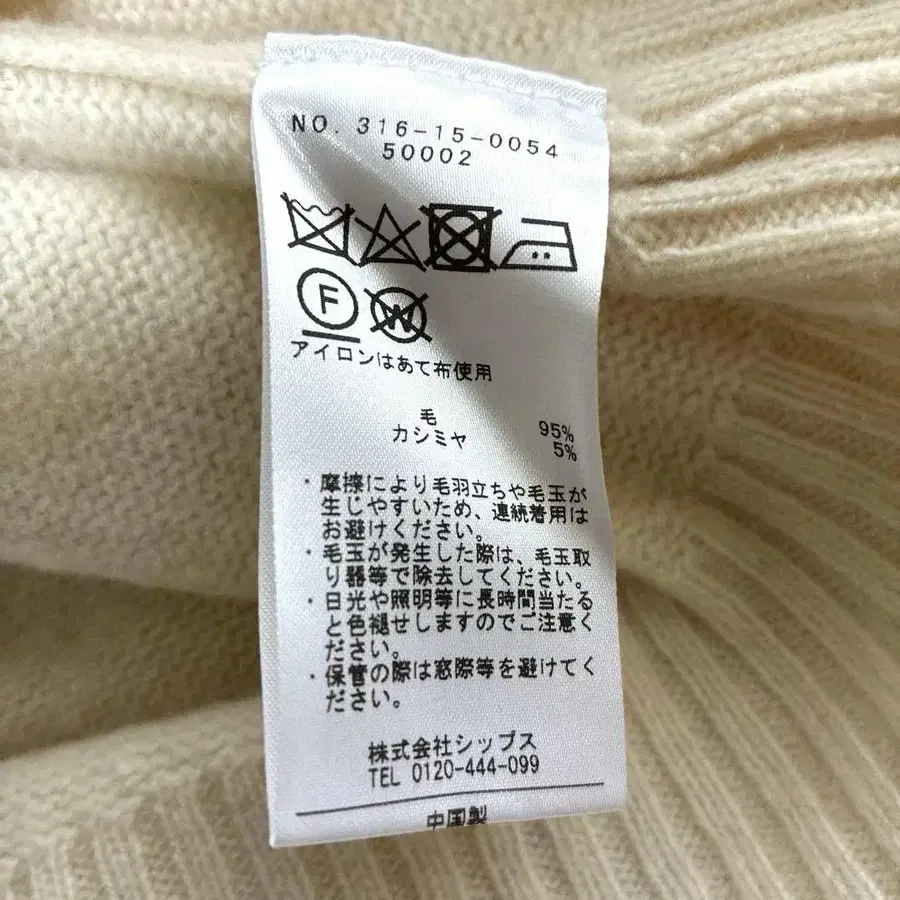 NO. 316-15-0054
50002
F W
アイロンはあて布使用
毛 95%
カシミヤ 5%
・摩擦により毛羽立ちや毛玉が
生じやすいため、連続着用は
お避けください。
・毛玉が発生した際は、毛玉取
り器等で除去してください。
・日光や照明等に長時間当たる
と色褪せしますのでご注意く
ださい。
・保管の際は窓際等を避けてく
ださい。
株式会社シップス
TEL 0120-444-099
中国製